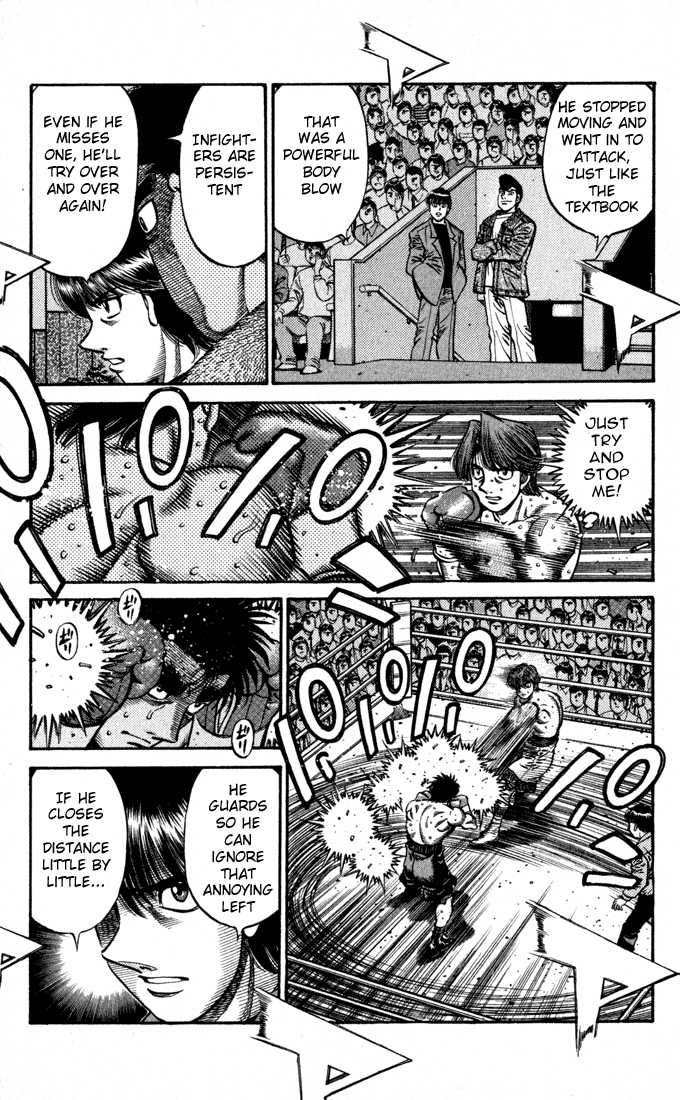 HE STOPPED
MOVING AND
WENT IN TO
ATTACK,
JUST LIKE
THE
TEXTBOOK
THAT
WAS A
POWERFUL
BODY
BLOW
INFIGHT-
ERS ARE
PERSIS-
TENT
EVEN IF HE
MISSES
ONE, HE'LL
TRY OVER
AND OVER
AGAIN!
JUST
TRY
AND
STOP
ME!
HE
GUARDS
SO HE
CAN
IGNORE
THAT
ANNOYING
LEFT
IF HE
CLOSES
THE
DISTANCE
LITTLE BY
LITTLE...